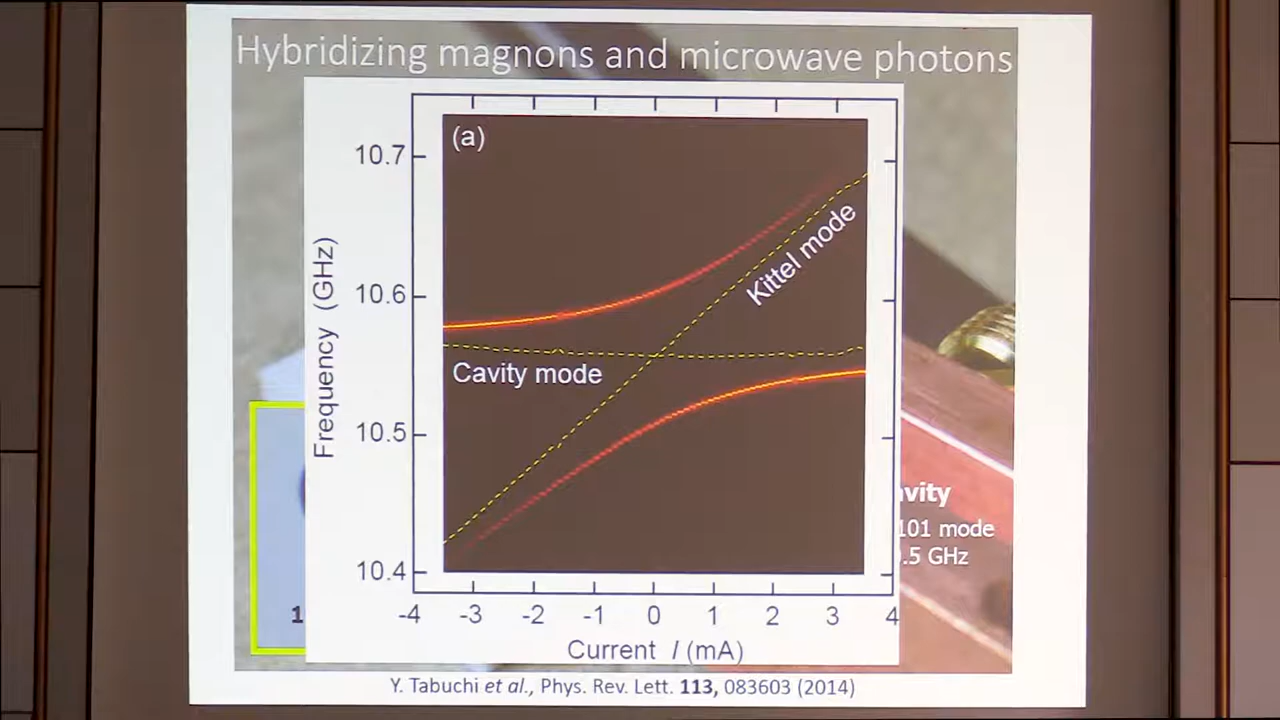 Hybridizing magnons and microwave photons
(a)
10.7
10.6
10.5
10.4
Frequency (GHz)
Kittel mode
Cavity mode
-4 -3 -2 -1 0 1 2 3 4
Current I (mA)
101 mode
GHz
1
Y. Tabuchi et al., Phys. Rev. Lett. 113, 083603 (2014)